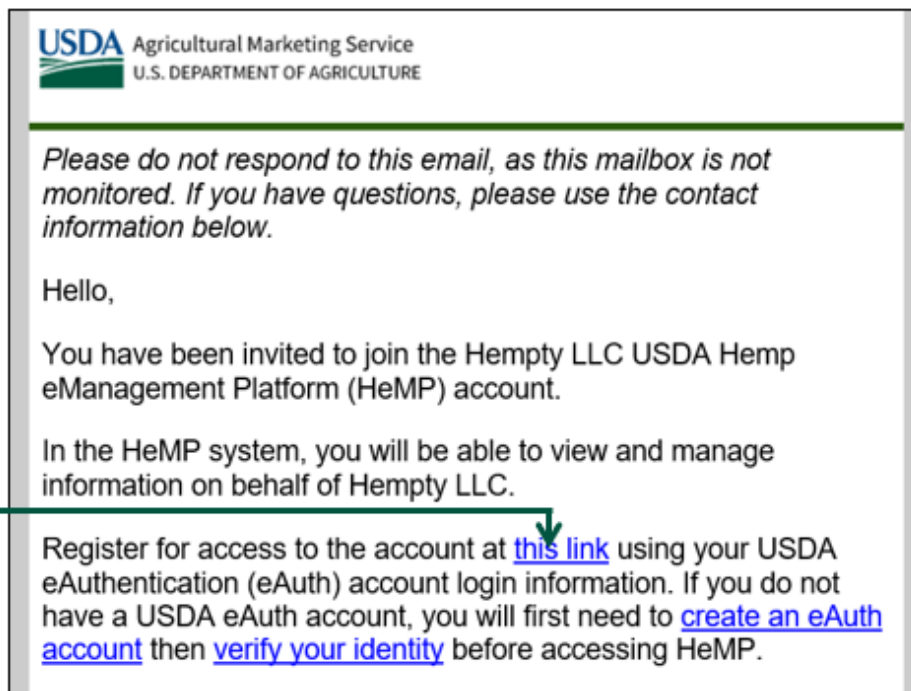 USDA Agricultural Marketing Service
U.S. DEPARTMENT OF AGRICULTURE
Please do not respond to this email, as this mailbox is not
monitored. If you have questions, please use the contact
information below.
Hello,
You have been invited to join the Hempty LLC USDA Hemp
eManagement Platform (HeMP) account.
In the HeMP system, you will be able to view and manage
information on behalf of Hempty LLC.
Register for access to the account at this link using your USDA
eAuthentication (eAuth) account login information. If you do not
have a USDA eAuth account, you will first need to create an eAuth
account then verify your identity before accessing HeMP.